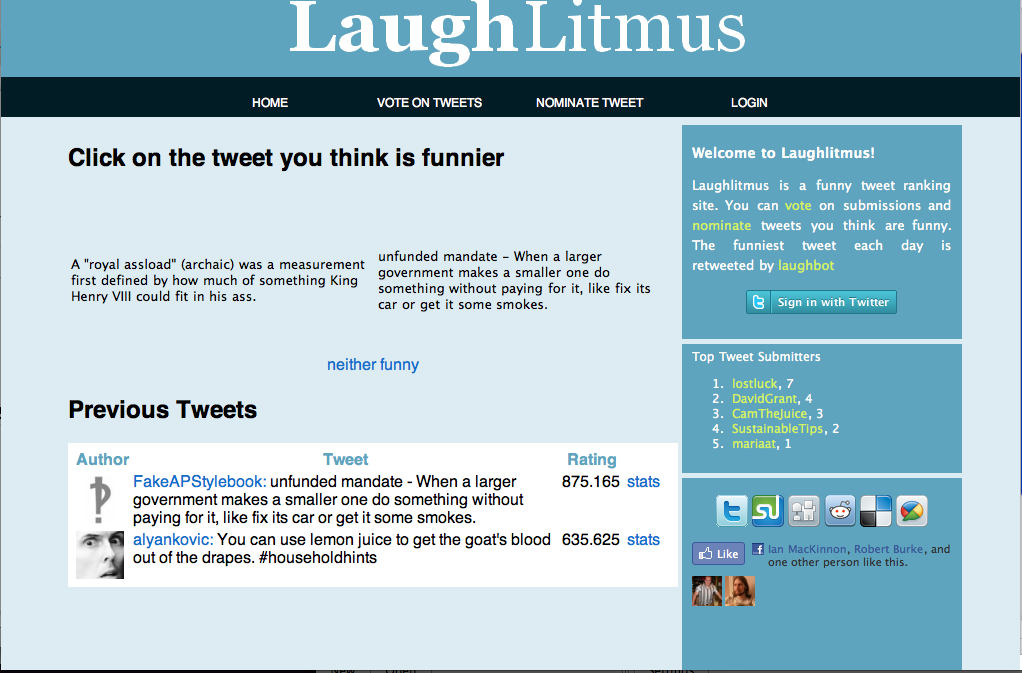 LaughLitmus
HOME VOTE ON TWEETS NOMINATE TWEET LOGIN
Click on the tweet you think is funnier
A "royal assload" (archaic) was a measurement
first defined by how much of something King
Henry VIII could fit in his ass.
unfunded mandate – When a larger
government makes a smaller one do
something without paying for it, like fix its
car or get it some smokes.
neither funny
Previous Tweets
Author Tweet Rating
FakeAPStylebook: unfunded mandate - When a larger 875.165 stats
government makes a smaller one do something without
paying for it, like fix its car or get it some smokes.
alyankovic: You can use lemon juice to get the goat's blood 635.625 stats
out of the drapes. #householdhints
Welcome to Laughlitmus!
Laughlitmus is a funny tweet ranking
site. You can vote on submissions and
nominate tweets you think are funny.
The funniest tweet each day is
retweeted by laughbot
Sign in with Twitter
Top Tweet Submitters
1. lostluck, 7
2. DavidGrant, 4
3. CamTheJuice, 3
4. SustainableTips, 2
5. mariaat, 1
Like
Ian MacKinnon, Robert Burke, and
one other person like this.